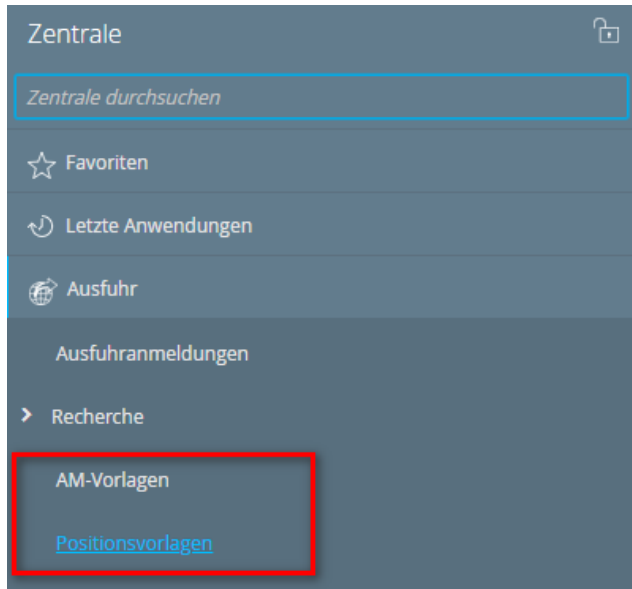 Zentrale
Zentrale durchsuchen
Favoriten
Letzte Anwendungen
Ausfuhr
Ausfuhranmeldungen
Recherche
AM-Vorlagen
Positionsvorlagen